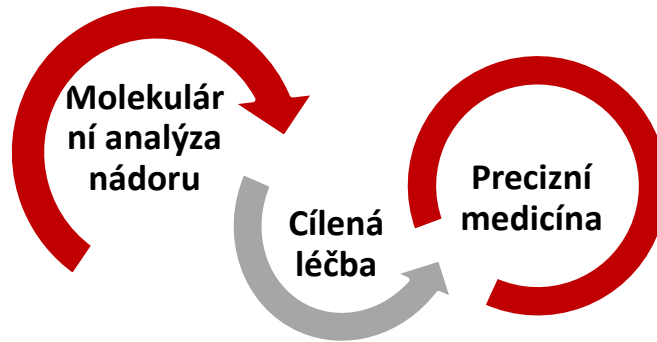 Molekulár
ní analýza
nádoru
Cílená
léčba
Precizní
medicína